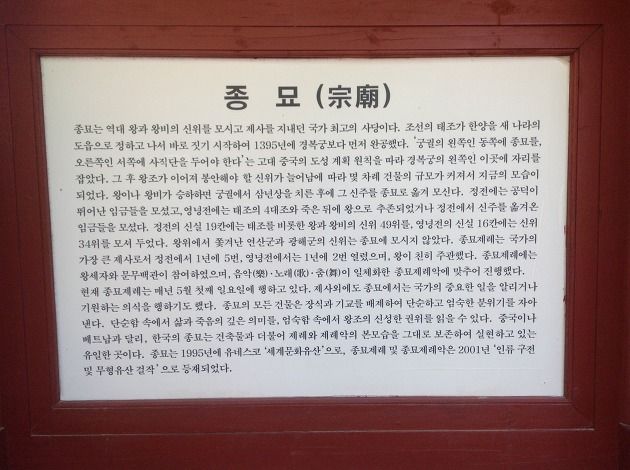 종 묘 (宗廟)
종묘는 역대 왕과 왕비의 신위를 모시고 제사를 지내던 국가 최고의 사당이다. 조선의 태조가 한양을 새 나라의
도읍으로 정하고 나서 바로 짓기 시작하여 1395년에 경복궁보다 먼저 완공했다. ‘궁궐의 왼쪽인 동쪽에 종묘를,
오른쪽인 서쪽에 사직단을 두어야 한다’는 고대 중국의 도성 계획 원칙을 따라 경복궁의 왼쪽인 이곳에 자리를
잡았다. 그 후 왕조가 이어져 봉안해야 할 신위가 늘어남에 따라 몇 차례 건물의 규모가 커져서 지금의 모습이
되었다. 왕이나 왕비가 승하하면 궁궐에서 삼년상을 치른 후에 그 신주를 종묘로 옮겨 모신다. 정전에는 공덕이
뛰어난 임금들을 모셨고, 영녕전에는 태조의 4대조와 죽은 뒤에 왕으로 추존되었거나 정전에서 신주를 옮겨온
임금들을 모셨다. 정전의 신실 19칸에는 태조를 비롯한 왕과 왕비의 신위 49위를, 영녕전의 신실 16칸에는 신위
34위를 모셔 두었다. 왕위에서 쫓겨난 연산군과 광해군의 신위는 종묘에 모시지 않았다. 종묘제례는 국가의
가장 큰 제사로서 정전에서 1년에 5번, 영녕전에서는 1년에 2번 열렸으며, 왕이 친히 주관했다. 종묘제례에는
왕세자와 문무백관이 참여하였으며, 음악(樂)·노래(歌)·춤(舞)이 일체화한 종묘제례악에 맞추어 진행했다.
현재 종묘제례는 매년 5월 첫째 일요일에 행하고 있다. 제사외에도 종묘에서는 국가의 중요한 일을 알리거나
기원하는 의식을 행하기도 했다. 종묘의 모든 건물은 장식과 기교를 배제하여 단순하고 엄숙한 분위기를 자아
낸다. 단순함 속에서 삶과 죽음의 깊은 의미를, 엄숙함 속에서 왕조의 신성한 권위를 읽을 수 있다. 중국이나
베트남과 달리, 한국의 종묘는 건축물과 더불어 제례와 제례악의 본모습을 그대로 보존하여 실현하고 있는
유일한 곳이다. 종묘는 1995년에 유네스코 ‘세계문화유산’으로, 종묘제례 및 종묘제례악은 2001년 ‘인류 구전
및 무형유산 걸작’으로 등재되었다.